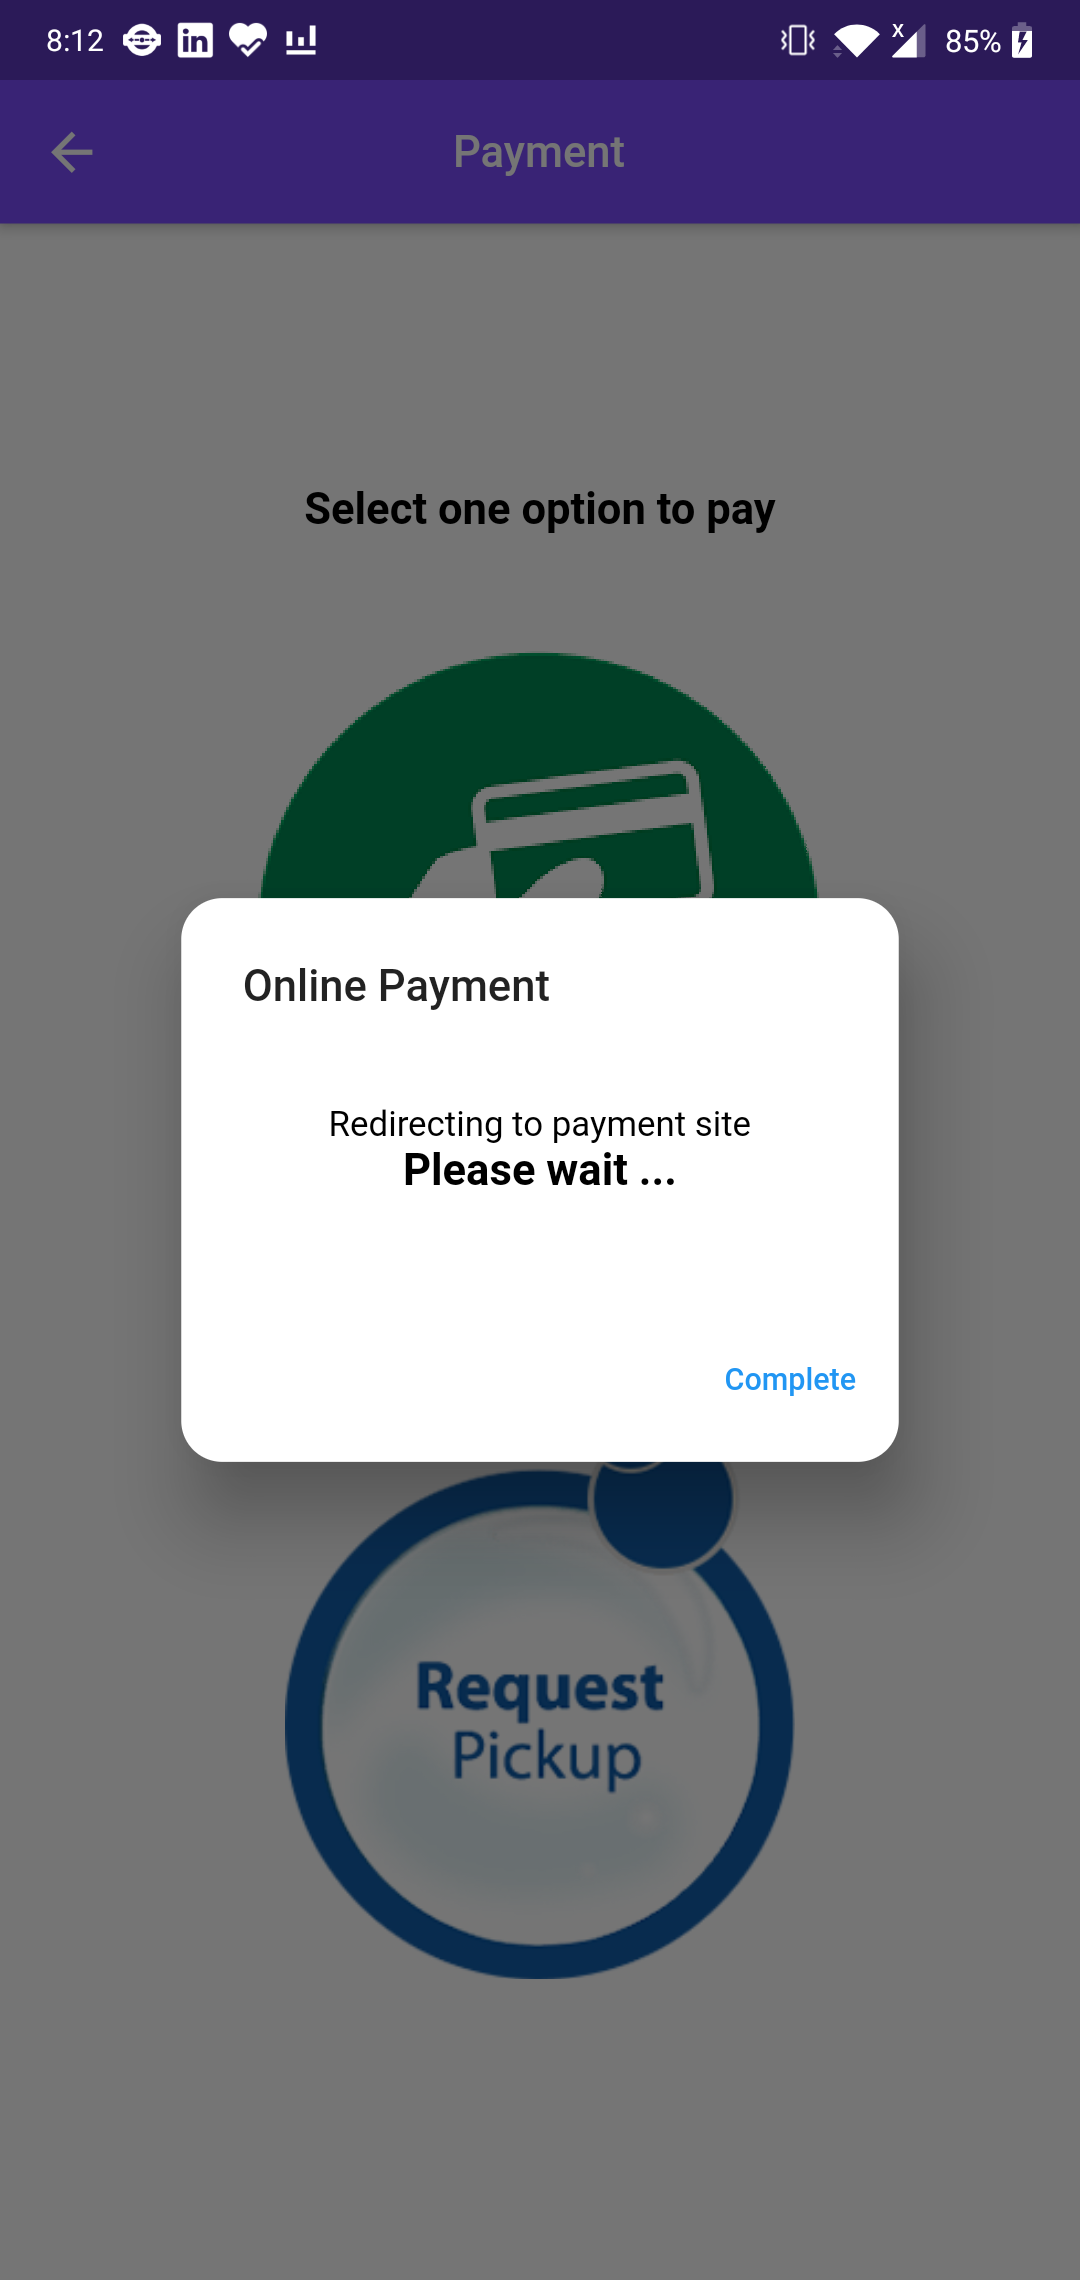 8:12
85%
Payment
Select one option to pay
Online Payment
Redirecting to payment site
Please wait ...
Complete
Request
Pickup